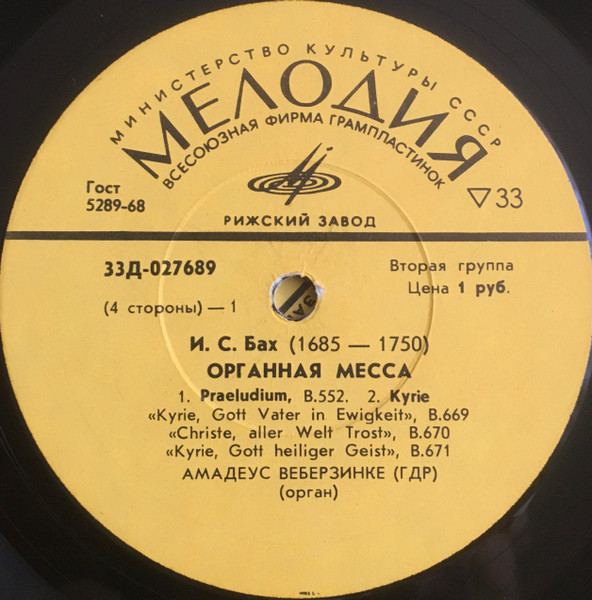 МИНИСТЕРСТВО КУЛЬТУРЫ СССР
МЕЛОДИЯ
ВСЕСОЮЗНАЯ ФИРМА ГРАМПЛАСТИНОК
Гост
5289-68
33
РИЖСКИЙ ЗАВОД
33Д-027689
Вторая группа
Цена 1 руб.
(4 стороны) — 1
И. С. Бах (1685 — 1750)
ОРГАННАЯ МЕССА
1. Praeludium, B.552. 2. Kyrie
«Kyrie, Gott Vater in Ewigkeit», B.669
«Christe, aller Welt Trost», B.670
«Kyrie, Gott heiliger Geist», B.671
АМАДЕУС ВЕБЕРЗИНКЕ (ГДР)
(орган)